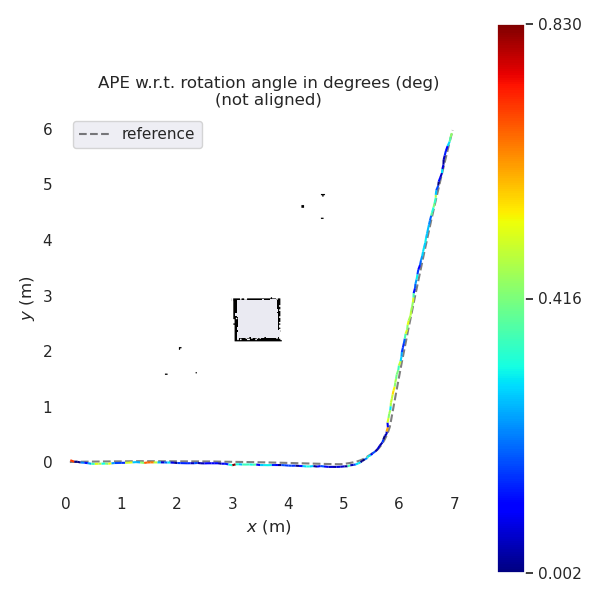 APE w.r.t. rotation angle in degrees (deg)
(not aligned)
reference
6
5
4
3
2
1
0
y (m)
0 1 2 3 4 5 6 7
x (m)
0.830
0.416
0.002